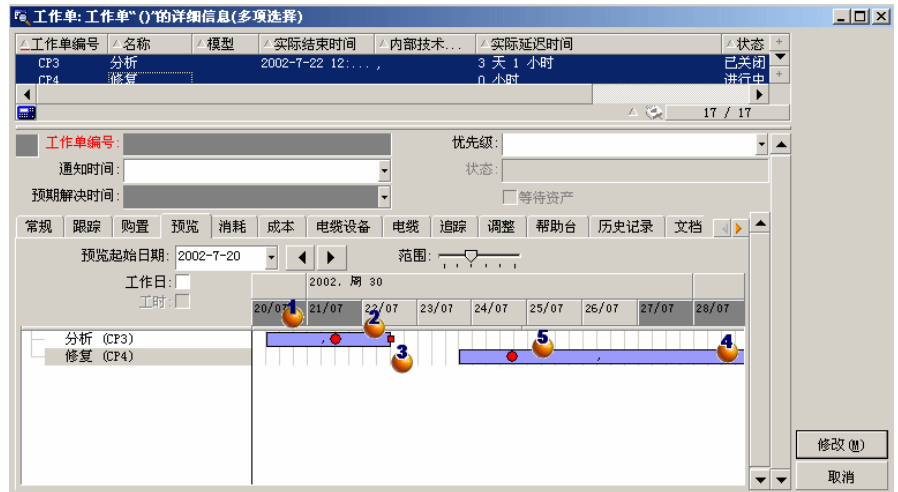 工作单: 工作单“ ()”的详细信息(多项选择)
工作单编号 名称 模型 实际结束时间 内部技术... 实际延迟时间 状态
CP3 分析 2002-7-22 12:... , 3 天 1 小时 已关闭
CP4 修复 0 小时 进行中
17 / 17
工作单编号: 优先级:
通知时间: 状态:
预期解决时间: 等待资产
常规 跟踪 购置 预览 消耗 成本 电缆设备 电缆 追踪 调整 帮助台 历史记录 文档
预览起始日期: 2002-7-20 范围:
工作日: 2002, 周 30
工时:
20/07 21/07 22/07 23/07 24/07 25/07 26/07 27/07 28/07
1 2 3 5 4
分析 (CP3) ,
修复 (CP4) ,
修改(M)
取消